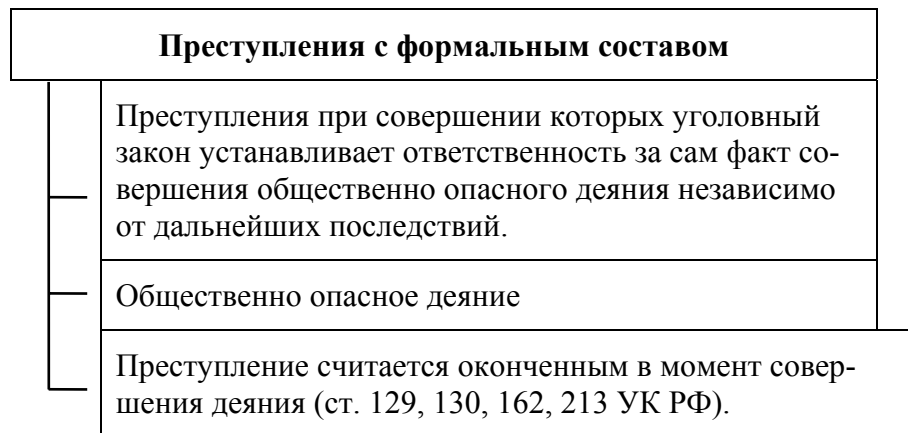 Преступления с формальным составом
Преступления при совершении которых уголовный
закон устанавливает ответственность за сам факт со-
вершения общественно опасного деяния независимо
от дальнейших последствий.
Общественно опасное деяние
Преступление считается оконченным в момент совер-
шения деяния (ст. 129, 130, 162, 213 УК РФ).